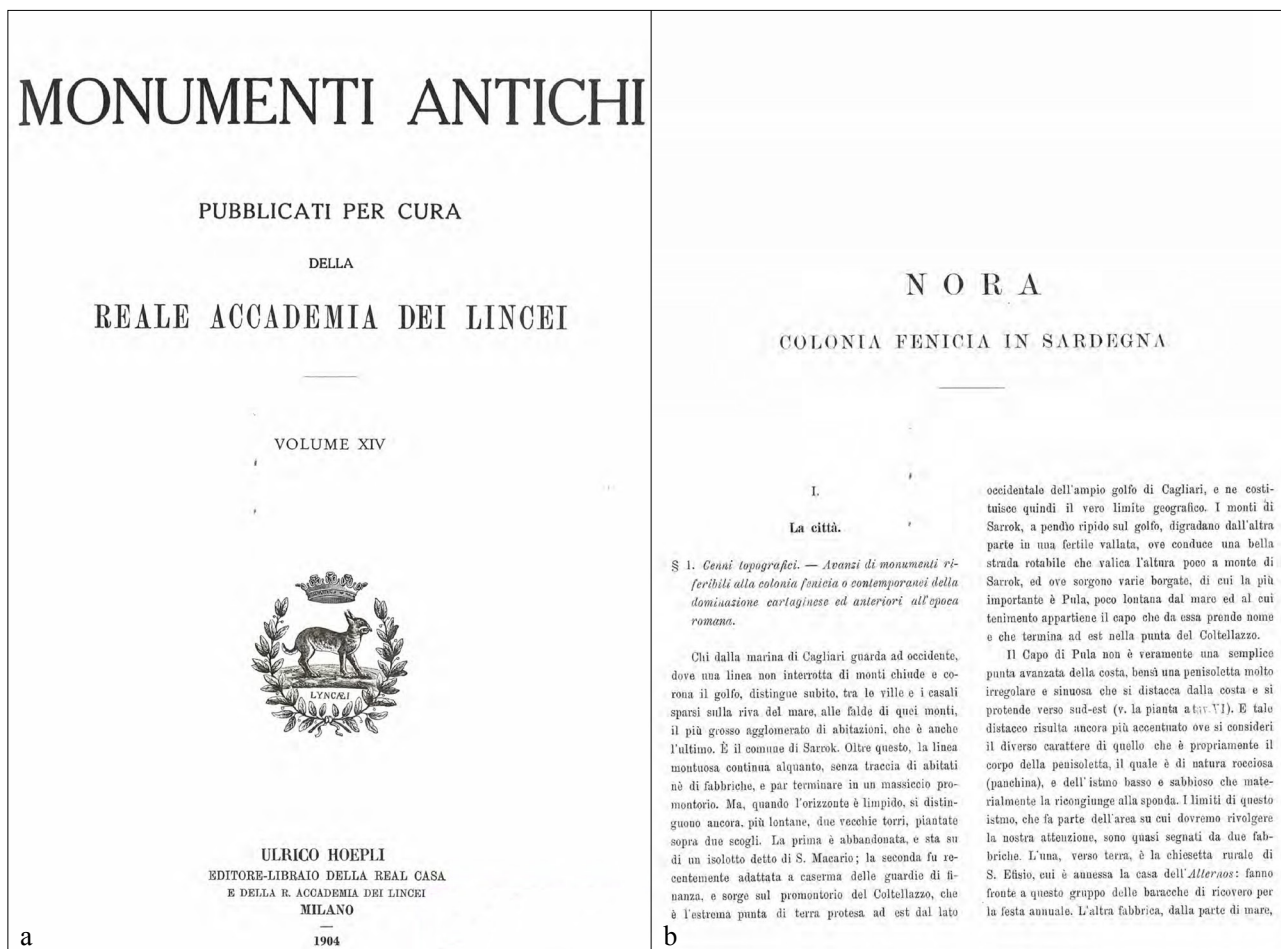 MONUMENTI ANTICHI
PUBBLICATI PER CURA
DELLA
REALE ACCADEMIA DEI LINCEI
VOLUME XIV
LYNCÆI
ULRICO HOEPLI
EDITORE-LIBRAIO DELLA REAL CASA
E DELLA R. ACCADEMIA DEI LINCEI
MILANO
1904
a
NORA
COLONIA FENICIA IN SARDEGNA
I.
La città.
§ 1. Cenni topografici. — Avanzi di monumenti ri-
feribili alla colonia fenicia o contemporanei della
dominazione cartaginese ed anteriori all'epoca
romana.
Chi dalla marina di Cagliari guarda ad occidente,
dove una linea non interrotta di monti chiude e co-
rona il golfo, distingue subito, tra le ville e i casali
sparsi sulla riva del mare, alle falde di quei monti,
il più grosso agglomerato di abitazioni, che è anche
l'ultimo. È il comune di Sarrok. Oltre questo, la linea
montuosa continua alquanto, senza traccia di abitati
nè di fabbriche, e par terminare in un massiccio pro-
montorio. Ma, quando l'orizzonte è limpido, si distin-
guono ancora, più lontane, due vecchie torri, piantate
sopra due scogli. La prima è abbandonata, e sta su
di un isolotto detto di S. Macario; la seconda fu re-
centemente adattata a caserma delle guardie di fi-
nanza, e sorge sul promontorio del Coltellazzo, che
è l'estrema punta di terra protesa ad est dal lato
occidentale dell'ampio golfo di Cagliari, e ne costi-
tuisce quindi il vero limite geografico. I monti di
Sarrok, a pendìo ripido sul golfo, digradano dall'altra
parte in una fertile vallata, ove conduce una bella
strada rotabile che valica l'altura poco a monte di
Sarrok, ed ove sorgono varie borgate, di cui la più
importante è Pula, poco lontana dal mare ed al cui
tenimento appartiene il capo che da essa prende nome
e che termina ad est nella punta del Coltellazzo.
Il Capo di Pula non è veramente una semplice
punta avanzata della costa, bensì una penisoletta molto
irregolare e sinuosa che si distacca dalla costa e si
protende verso sud-est (v. la pianta a tav. VI). E tale
distacco risulta ancora più accentuato ove si consideri
il diverso carattere di quello che è propriamente il
corpo della penisoletta, il quale è di natura rocciosa
(panchina), e dell'istmo basso e sabbioso che mate-
rialmente la ricongiunge alla sponda. I limiti di questo
istmo, che fa parte dell'area su cui dovremo rivolgere
la nostra attenzione, sono quasi segnati da due fab-
briche. L'una, verso terra, è la chiesetta rurale di
S. Efisio, cui è annessa la casa dell'Alternos: fanno
fronte a questo gruppo delle baracche di ricovero per
la festa annuale. L'altra fabbrica, dalla parte di mare,
b